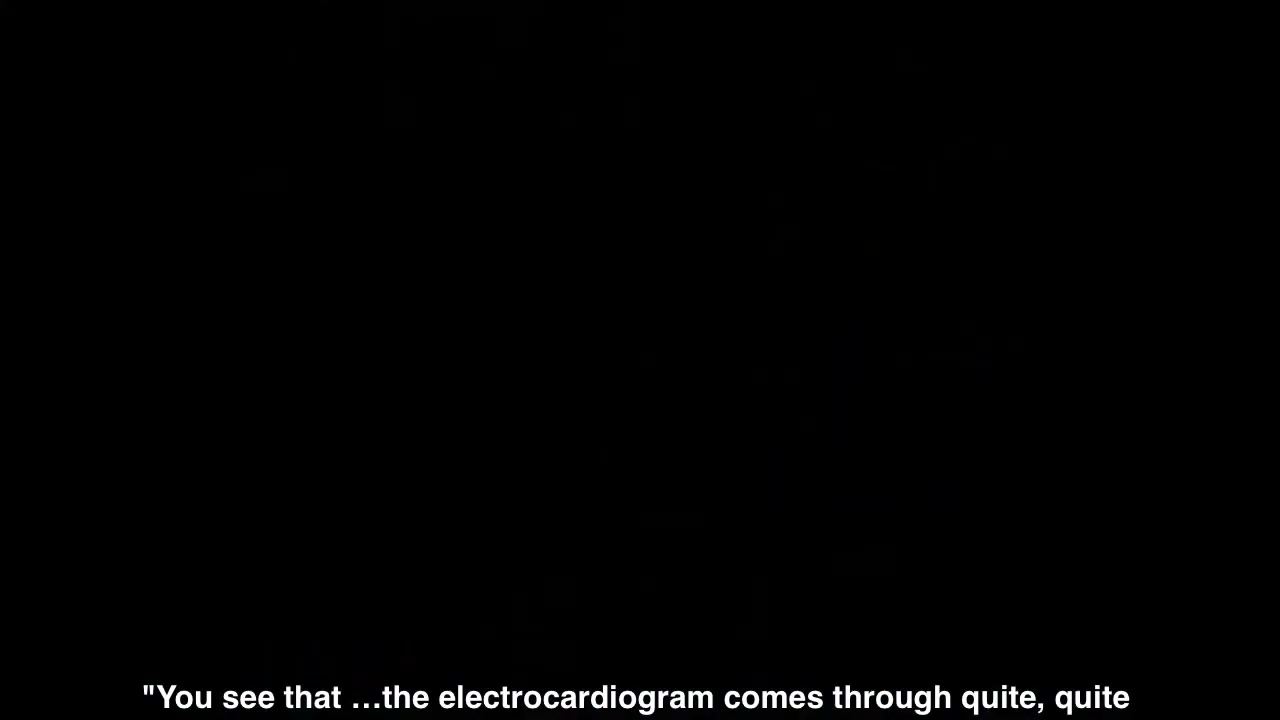 "You see that …the electrocardiogram comes through quite, quite